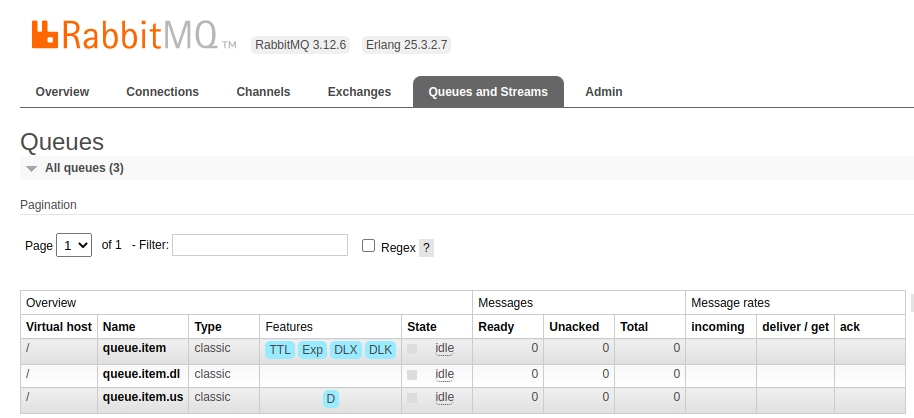 RabbitMQ TM RabbitMQ 3.12.6 Erlang 25.3.2.7
Overview Connections Channels Exchanges Queues and Streams Admin
Queues
All queues (3)
Pagination
Page 1 of 1 - Filter: Regex ?
Overview Messages Message rates
Virtual host Name Type Features State Ready Unacked Total incoming deliver / get ack
/ queue.item classic TTL Exp DLX DLK idle 0 0 0
/ queue.item.dl classic idle 0 0 0
/ queue.item.us classic D idle 0 0 0